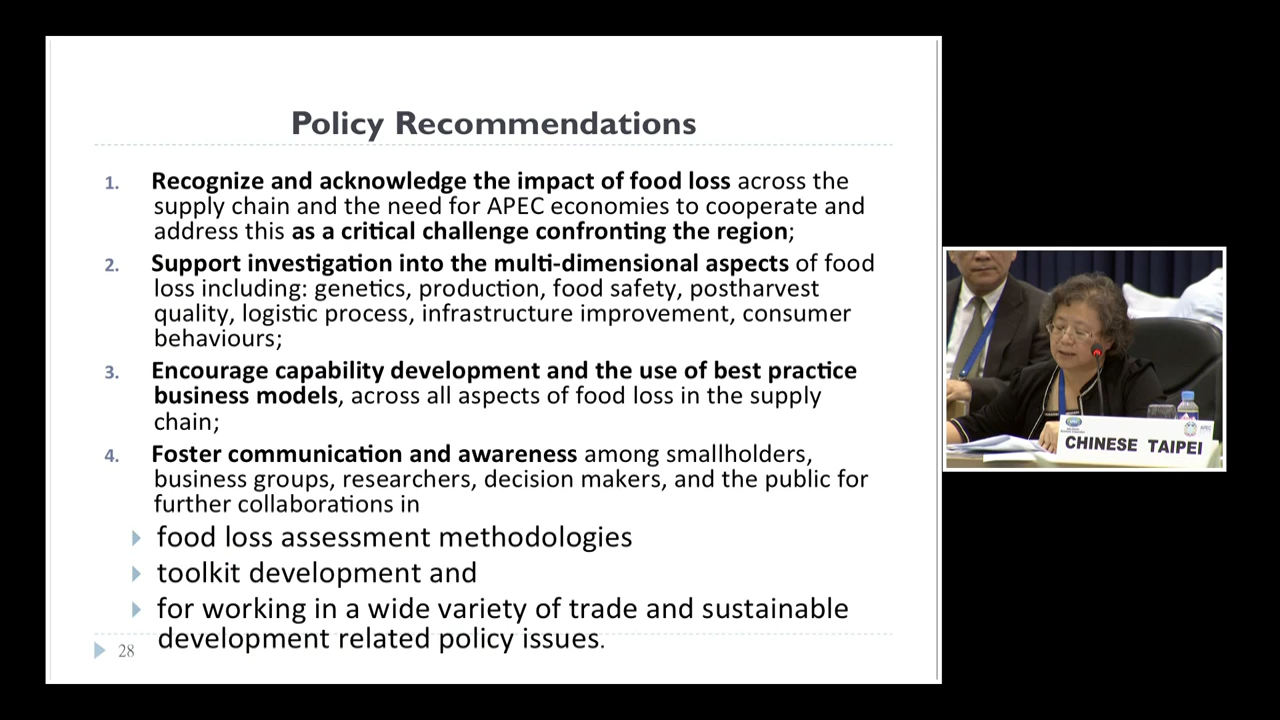 Policy Recommendations
1. Recognize and acknowledge the impact of food loss across the
supply chain and the need for APEC economies to cooperate and
address this as a critical challenge confronting the region;
2. Support investigation into the multi-dimensional aspects of food
loss including: genetics, production, food safety, postharvest
quality, logistic process, infrastructure improvement, consumer
behaviours;
3. Encourage capability development and the use of best practice
business models, across all aspects of food loss in the supply
chain;
4. Foster communication and awareness among smallholders,
business groups, researchers, decision makers, and the public for
further collaborations in
food loss assessment methodologies
toolkit development and
for working in a wide variety of trade and sustainable
development related policy issues.
28
APEC
CHINESE TAIPEI